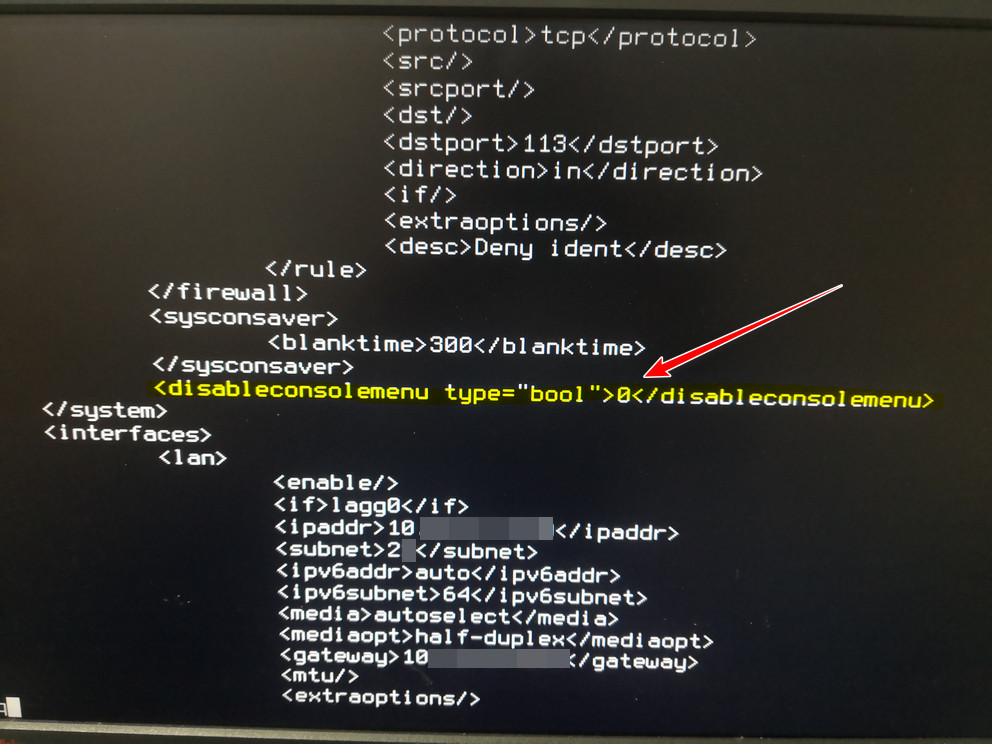 <protocol>tcp</protocol>
<src/>
<srcport/>
<dst/>
<dstport>113</dstport>
<direction>in</direction>
<if/>
<extraoptions/>
<desc>Deny ident</desc>
</rule>
</firewall>
<sysconsaver>
<blanktime>300</blanktime>
</sysconsaver>
<disableconsolemenu type="bool">0</disableconsolemenu>
</system>
<interfaces>
<lan>
<enable/>
<if>lagg0</if>
<ipaddr>10 </ipaddr>
<subnet>2 </subnet>
<ipv6addr>auto</ipv6addr>
<ipv6subnet>64</ipv6subnet>
<media>autoselect</media>
<mediaopt>half-duplex</mediaopt>
<gateway>10 </gateway>
<mtu/>
<extraoptions/>